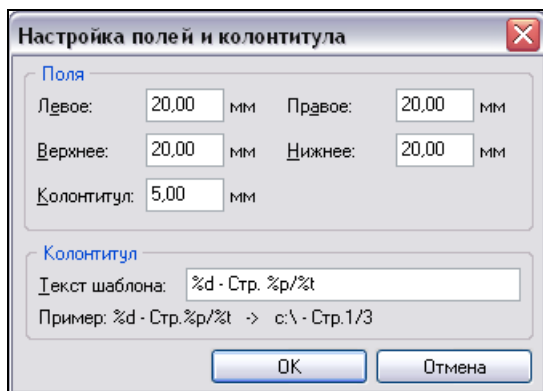 Настройка полей и колонтитула
Поля
Левое: 20,00 мм Правое: 20,00 мм
Верхнее: 20,00 мм Нижнее: 20,00 мм
Колонтитул: 5,00 мм
Колонтитул
Текст шаблона: %d - Стр. %p/%t
Пример: %d - Стр.%p/%t -> c:\ - Стр.1/3
OK Отмена